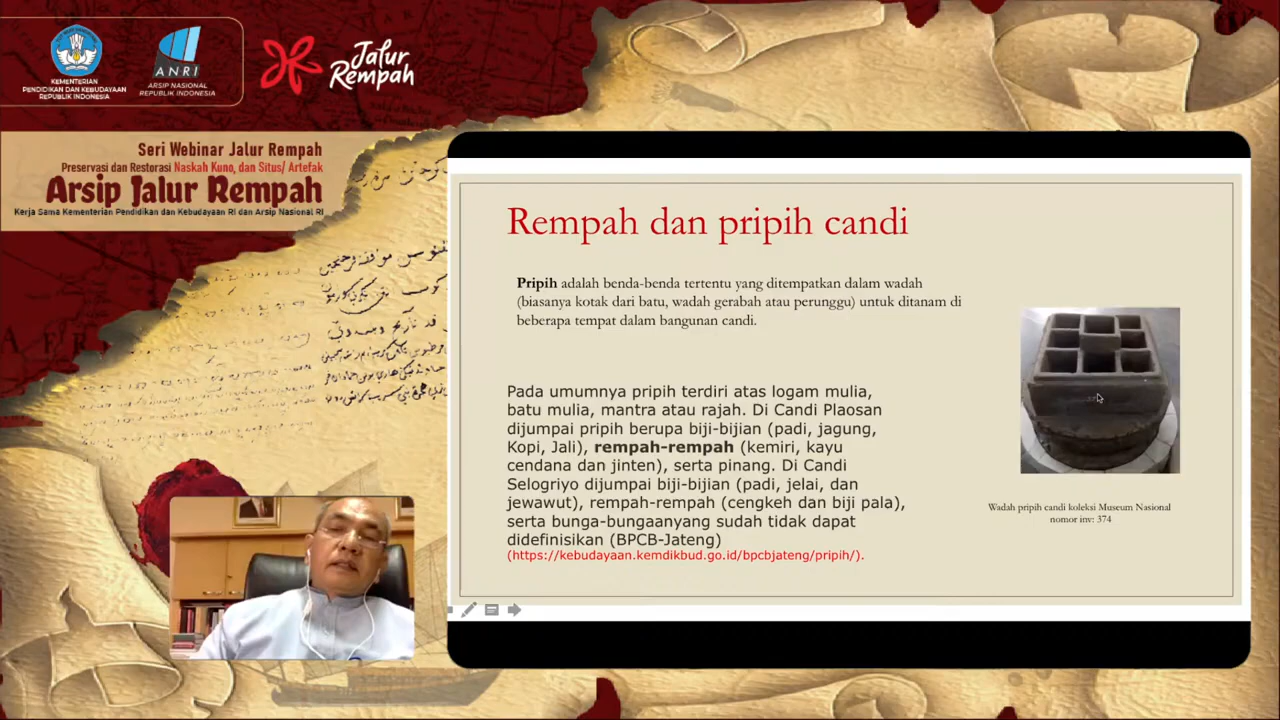 KEMENTERIAN
PENDIDIKAN DAN KEBUDAYAAN
REPUBLIK INDONESIA
ANRI
ARSIP NASIONAL
REPUBLIK INDONESIA
Jalur
Rempah
Seri Webinar Jalur Rempah
Preservasi dan Restorasi Naskah Kuno, dan Situs/ Artefak
Arsip Jalur Rempah
Kerja Sama Kementerian Pendidikan dan Kebudayaan RI dan Arsip Nasional RI
Rempah dan pripih candi
Pripih adalah benda-benda tertentu yang ditempatkan dalam wadah
(biasanya kotak dari batu, wadah gerabah atau perunggu) untuk ditanam di
beberapa tempat dalam bangunan candi.
Pada umumnya pripih terdiri atas logam mulia,
batu mulia, mantra atau rajah. Di Candi Plaosan
dijumpai pripih berupa biji-bijian (padi, jagung,
Kopi, Jali), rempah-rempah (kemiri, kayu
cendana dan jinten), serta pinang. Di Candi
Selogriyo dijumpai biji-bijian (padi, jelai, dan
jewawut), rempah-rempah (cengkeh dan biji pala),
serta bunga-bungaanyang sudah tidak dapat
didefinisikan (BPCB-Jateng)
(https://kebudayaan.kemdikbud.go.id/bpcbjateng/pripih/).
Wadah pripih candi koleksi Museum Nasional
nomor inv: 374